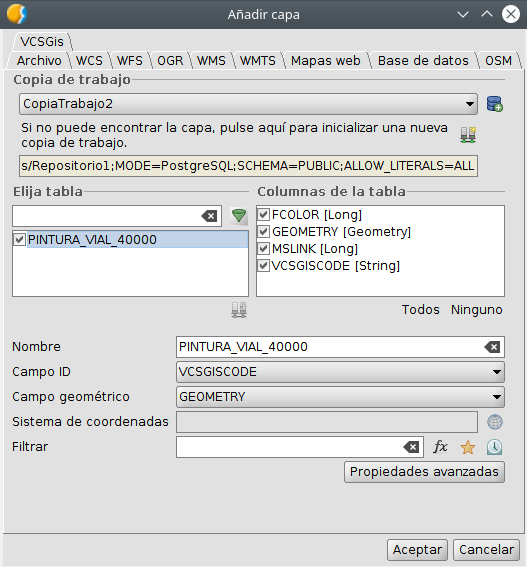 Añadir capa
VCSGis
Archivo WCS WFS OGR WMS WMTS Mapas web Base de datos OSM
Copia de trabajo
CopiaTrabajo2
Si no puede encontrar la capa, pulse aquí para inicializar una nueva
copia de trabajo.
s/Repositorio1;MODE=PostgreSQL;SCHEMA=PUBLIC;ALLOW_LITERALS=ALL
Elija tabla
PINTURA_VIAL_40000
Columnas de la tabla
FCOLOR [Long]
GEOMETRY [Geometry]
MSLINK [Long]
VCSGISCODE [String]
Todos Ninguno
Nombre PINTURA_VIAL_40000
Campo ID VCSGISCODE
Campo geométrico GEOMETRY
Sistema de coordenadas
Filtrar fx
Propiedades avanzadas
Aceptar Cancelar